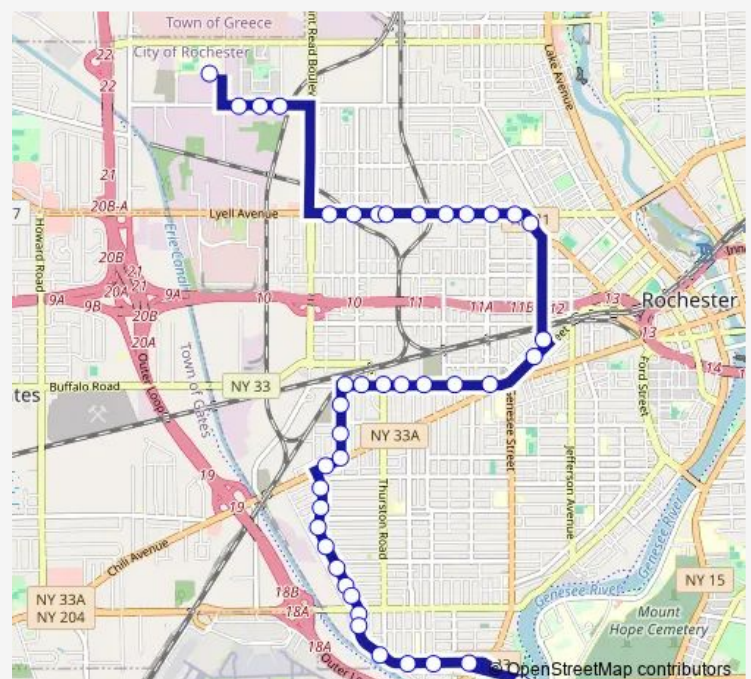 Town of Greece
City of Rochester
Lake Avenue
22
22
21
20B-A
Lyell Avenue
Howard Road
Erie Canal
20B
21
20A
9A
9B
20B
9A
20A
10
10
11
11A
11B
12
13
Rochester
13
14
Outer Loop
Town of Gates
Buffalo Road
NY 33
Ford Street
NY 33A
Genesee Street
Jefferson Avenue
Thurston Road
19
19
Chili Avenue
Genesee River
Genesee River
NY 15
NY 33A
NY 204
18B
18A
18A
Mount
Hope Cemetery
© OpenStreetMap contributors